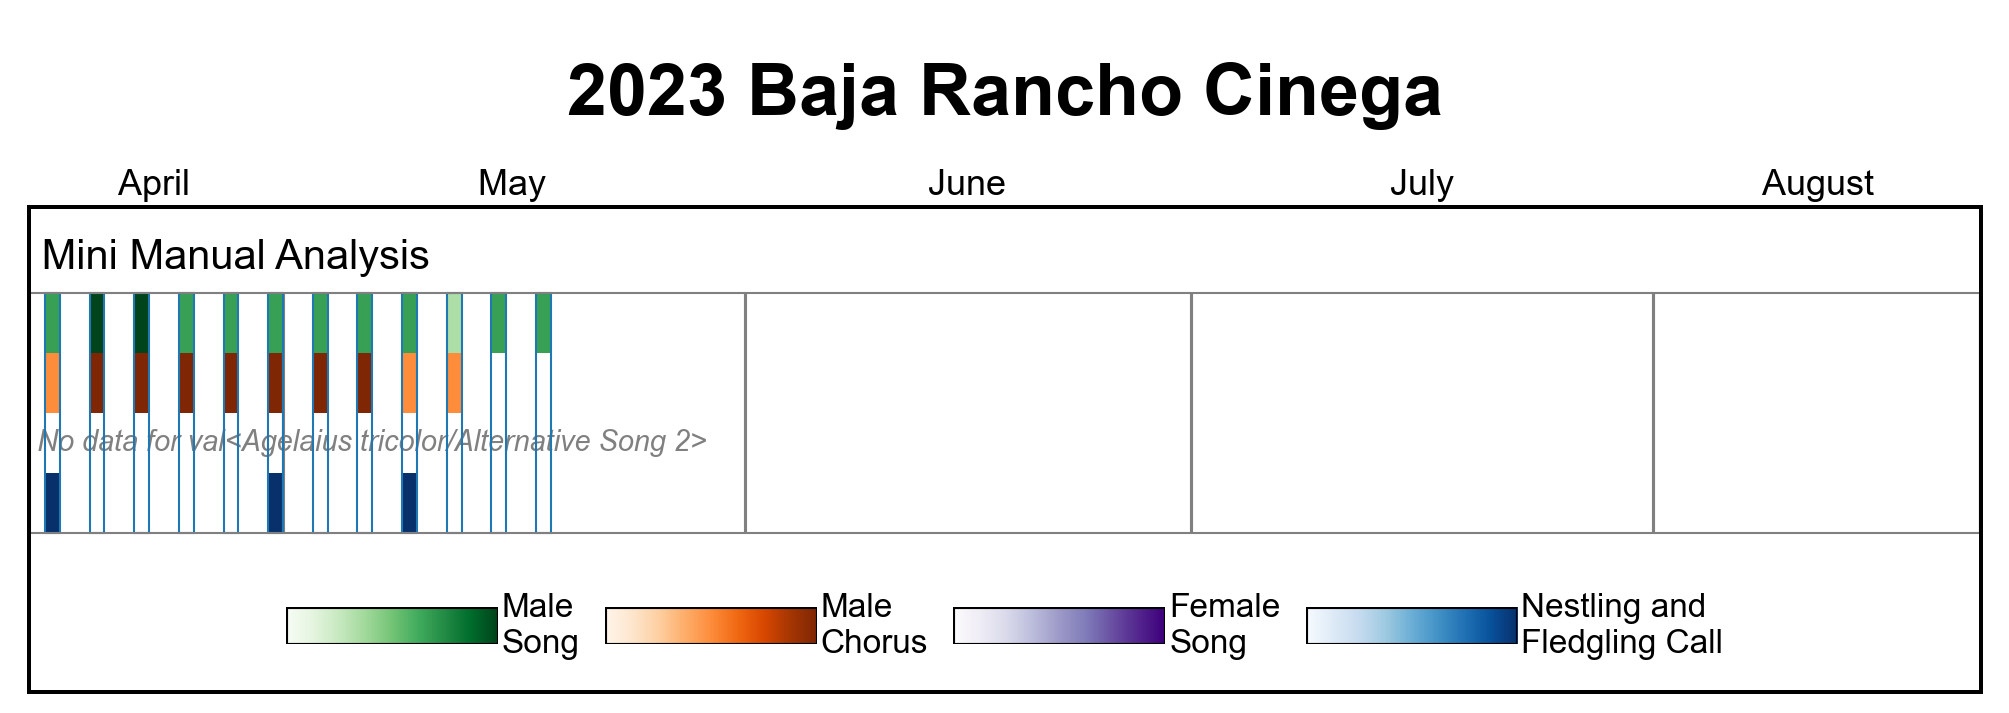 2023 Baja Rancho Cinega
April May June July August
Mini Manual Analysis
No data for val<Agelaius tricolor/Alternative Song 2>
Male Song
Male Chorus
Female Song
Nestling and Fledgling Call